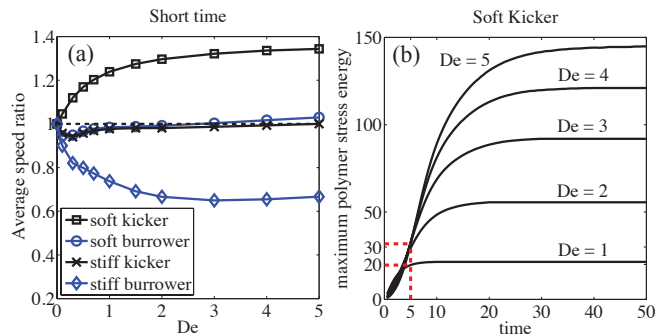 Short time
(a)
Average speed ratio
1.4
1.2
1
0.8
0.6
0.4
0.2
soft kicker
soft burrower
stiff kicker
stiff burrower
0 1 2 3 4 5
De
Soft Kicker
(b)
maximum polymer stress energy
150
100
50
30
20
0
De = 5
De = 4
De = 3
De = 2
De = 1
0 5 10 20 30 40 50
time